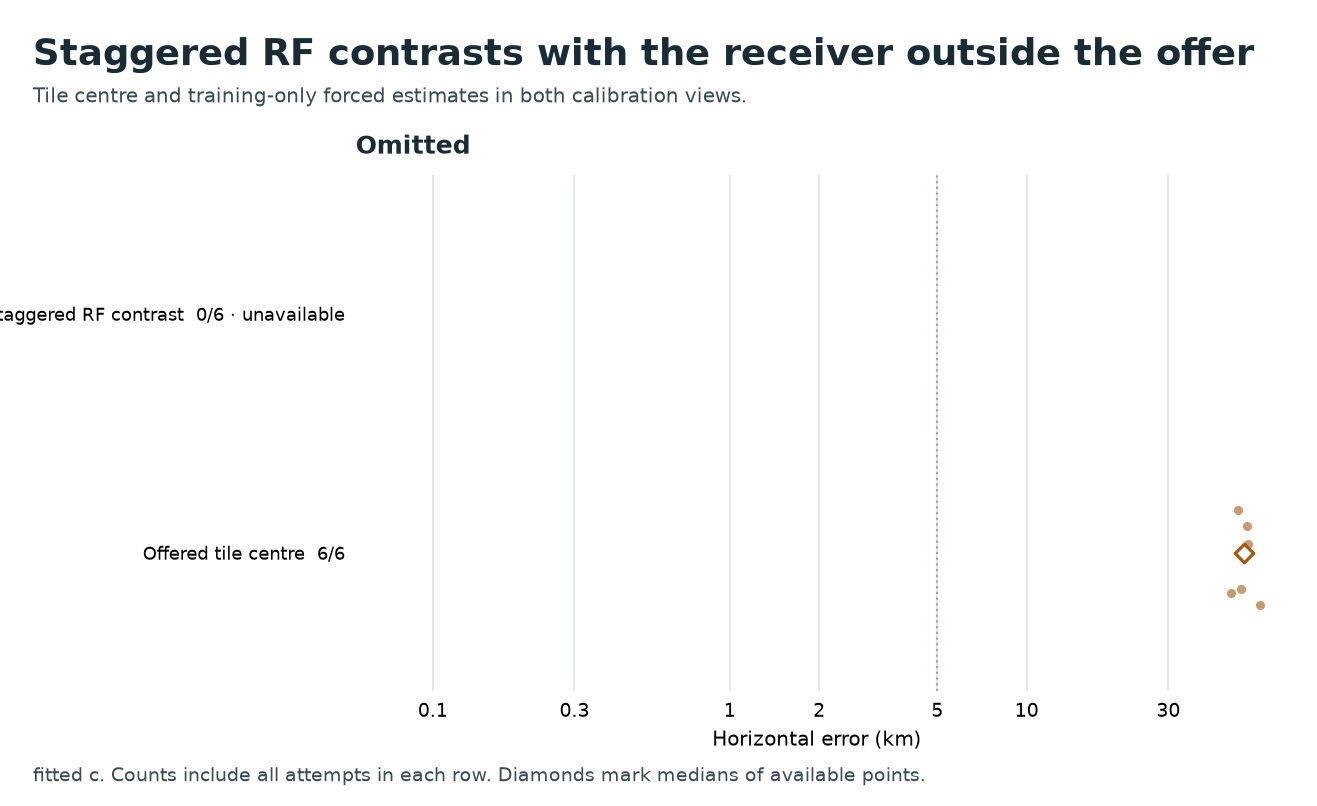 Staggered RF contrasts with the receiver outside the offer
Tile centre and training-only forced estimates in both calibration views.
Omitted
RF contrast 0/6 · unavailable
Offered tile centre 6/6
0.1 0.3 1 2 5 10 30
Horizontal error (km)
fitted c. Counts include all attempts in each row. Diamonds mark medians of available points.